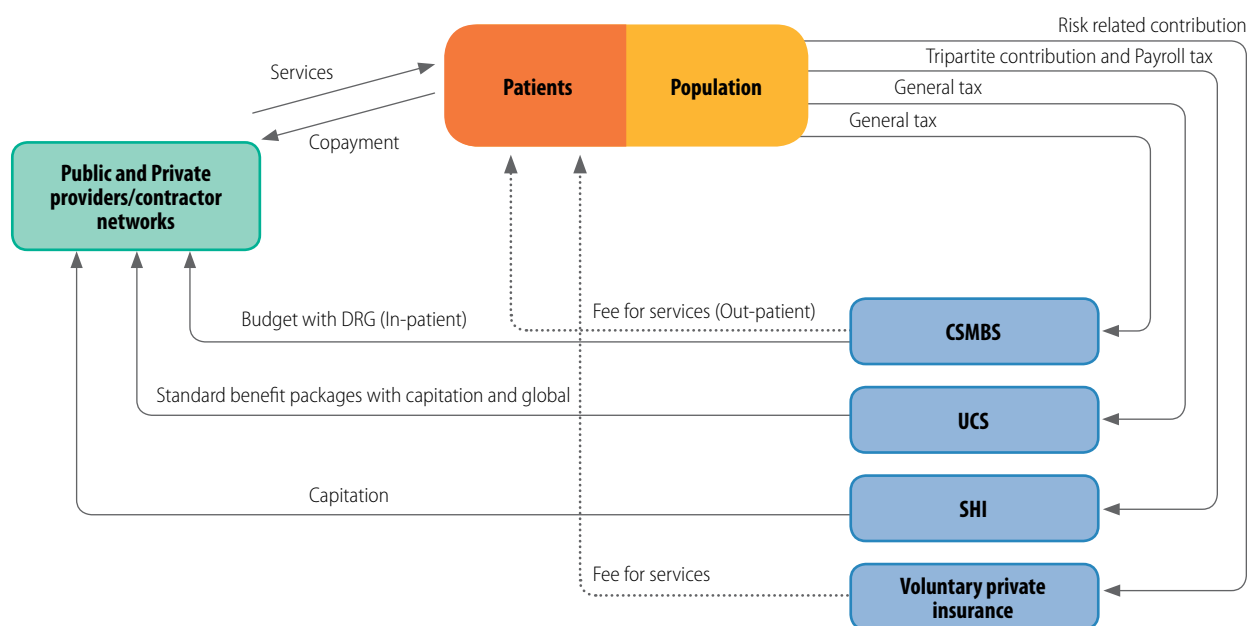 Risk related contribution
Tripartite contribution and Payroll tax
General tax
General tax
Services
Copayment
Patients
Population
Public and Private
providers/contractor
networks
Budget with DRG (In-patient)
Fee for services (Out-patient)
CSMBS
Standard benefit packages with capitation and global
UCS
Capitation
SHI
Fee for services
Voluntary private
insurance